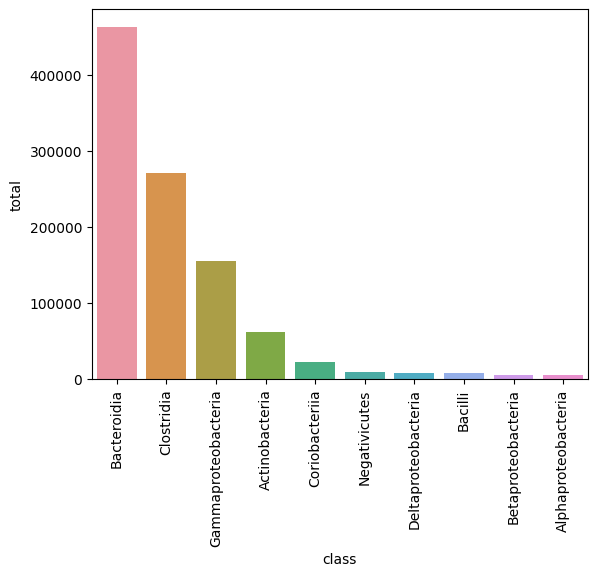 400000
300000
200000
100000
0
total
Bacteroidia
Clostridia
Gammaproteobacteria
Actinobacteria
Coriobacteriia
Negativicutes
Deltaproteobacteria
Bacilli
Betaproteobacteria
Alphaproteobacteria
class